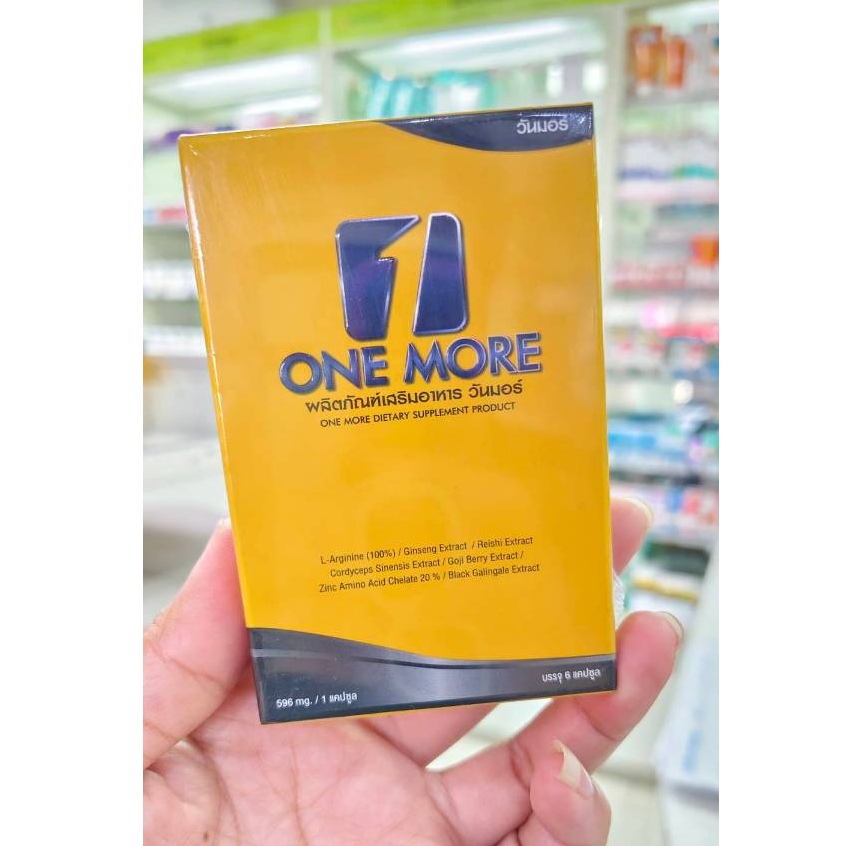 วันมอร์
1
ONE MORE
ผลิตภัณฑ์เสริมอาหาร วันมอร์
ONE MORE DIETARY SUPPLEMENT PRODUCT
L-Arginine (100%) / Ginseng Extract / Reishi Extract
Cordyceps Sinensis Extract / Goji Berry Extract /
Zinc Amino Acid Chelate 20 % / Black Galingale Extract
596 mg. / 1 แคปซูล
บรรจุ 6 แคปซูล